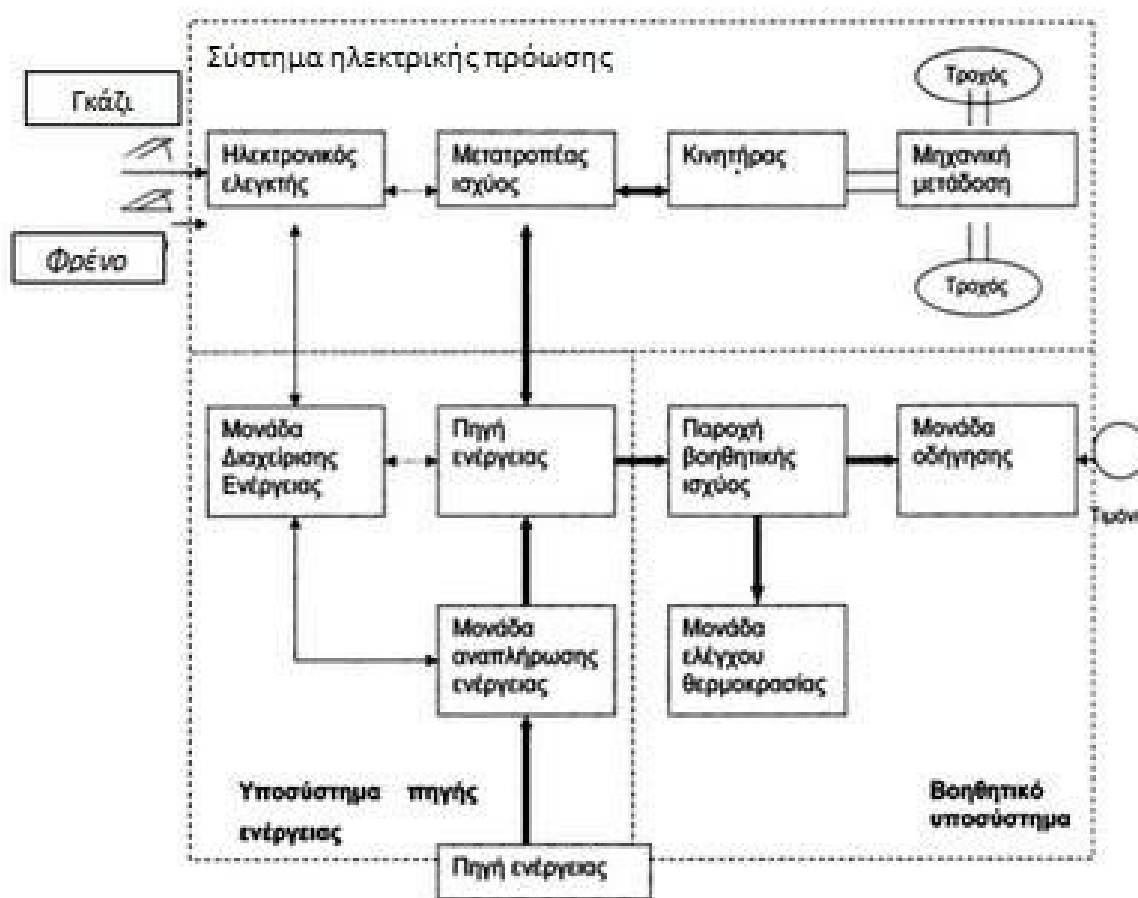 Σύστημα ηλεκτρικής πρόωσης
Γκάζι
Τροχός
Ηλεκτρονικός
ελεγκτής
Μετατροπέας
ισχύος
Κινητήρας
Μηχανική
μετάδοση
Φρένο
Τροχός
Μονάδα
Διαχείρισης
Ενέργειας
Πηγή
ενέργειας
Παροχή
βοηθητικής
ισχύος
Μονάδα
οδήγησης
Τιμόνι
Μονάδα
αναπλήρωσης
ενέργειας
Μονάδα
ελέγχου
θερμοκρασίας
Υποσύστημα πηγής
ενέργειας
Βοηθητικό
υποσύστημα
Πηγή ενέργειας